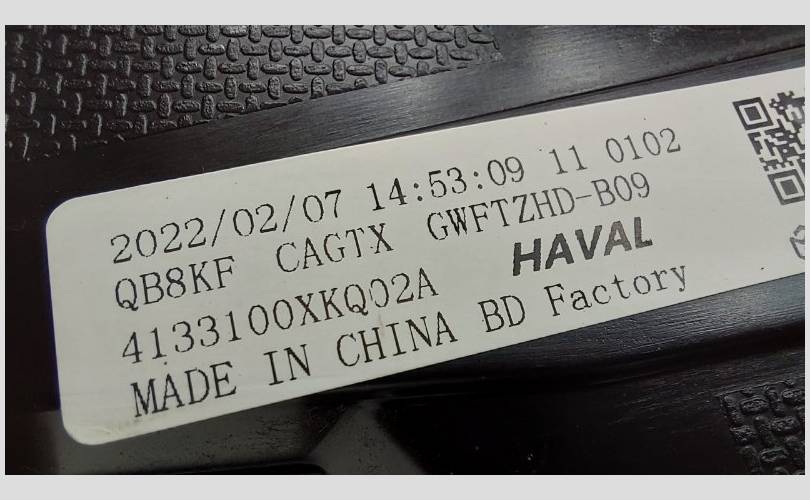 2022/02/07 14:53:09 11 0102
QB8KF CAGTX GWFTZHD-B09
4133100XKQ02A HAVAL
MADE IN CHINA BD Factory